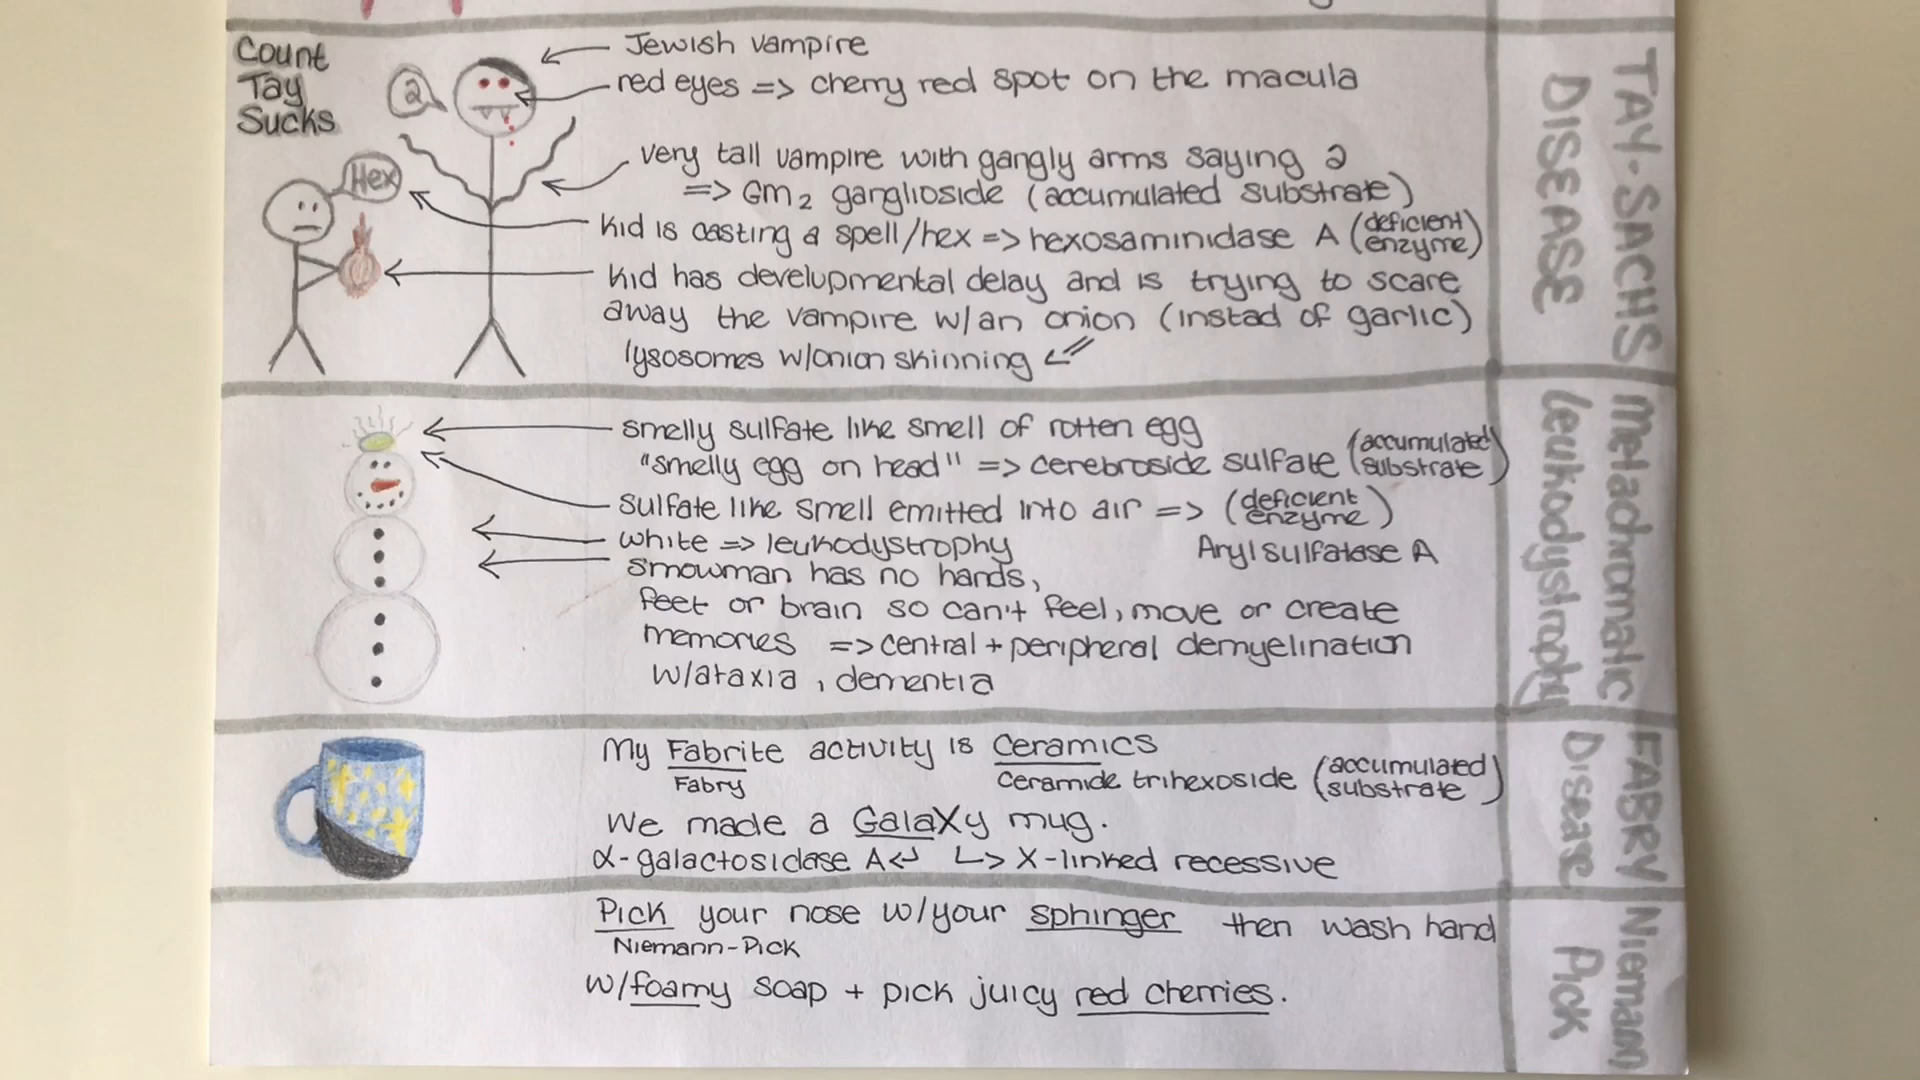 Count
Tay
Sucks
2
Hex
Jewish vampire
red eyes => cherry red spot on the macula
very tall vampire with gangly arms saying 2
=> GM2 ganglioside (accumulated substrate)
kid is casting a spell/hex => hexosaminidase A (deficient enzyme)
kid has developmental delay and is trying to scare
away the vampire w/an onion (instad of garlic)
lysosomes w/onion skinning
TAY-SACHS
DISEASE
smelly sulfate like smell of rotten egg
"smelly egg on head" => cerebroside sulfate (accumulated substrate)
sulfate like smell emitted into air => (deficient enzyme)
white => leukodystrophy
Arylsulfatase A
smowman has no hands,
feet or brain so can't feel, move or create
memories => central + peripheral demyelination
w/ataxia, dementia
Metachromatic
leukodystrophy
My Fabrite activity is Ceramics
Fabry
Ceramide trihexoside (accumulated substrate)
We made a GalaXy mug.
α-galactosidase A
X-linked recessive
FABRY
Disease
Pick your nose w/your sphinger then wash hand
Niemann-Pick
w/foamy soap + pick juicy red cherries.
Niemann
Pick